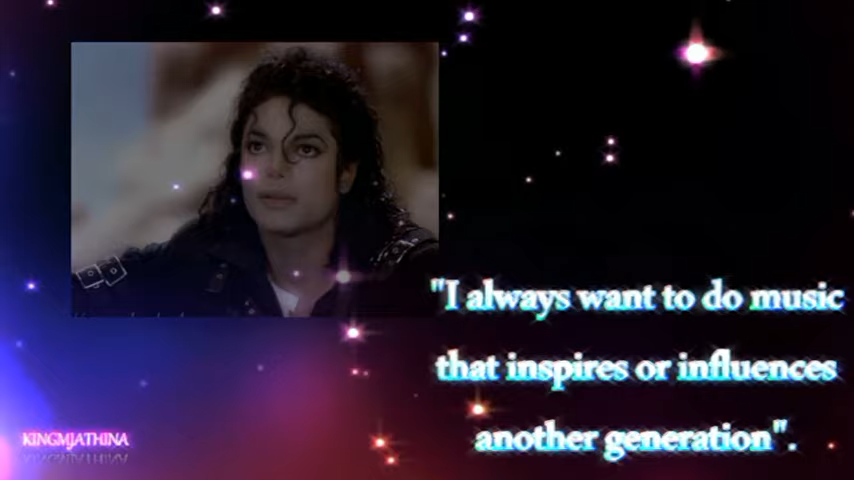 "I always want to do music
that inspires or influences
another generation".
KINGMJATHINA